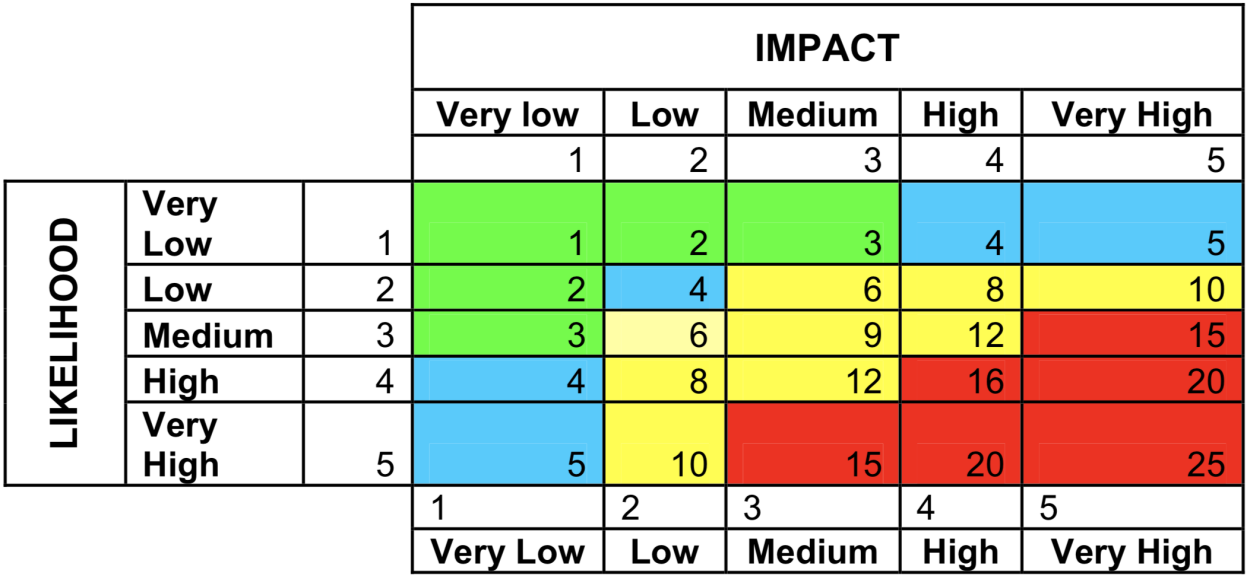 IMPACT
Very low Low Medium High Very High
1 2 3 4 5
LIKELIHOOD
Very
Low 1 1 2 3 4 5
Low 2 2 4 6 8 10
Medium 3 3 6 9 12 15
High 4 4 8 12 16 20
Very
High 5 5 10 15 20 25
1 2 3 4 5
Very Low Low Medium High Very High